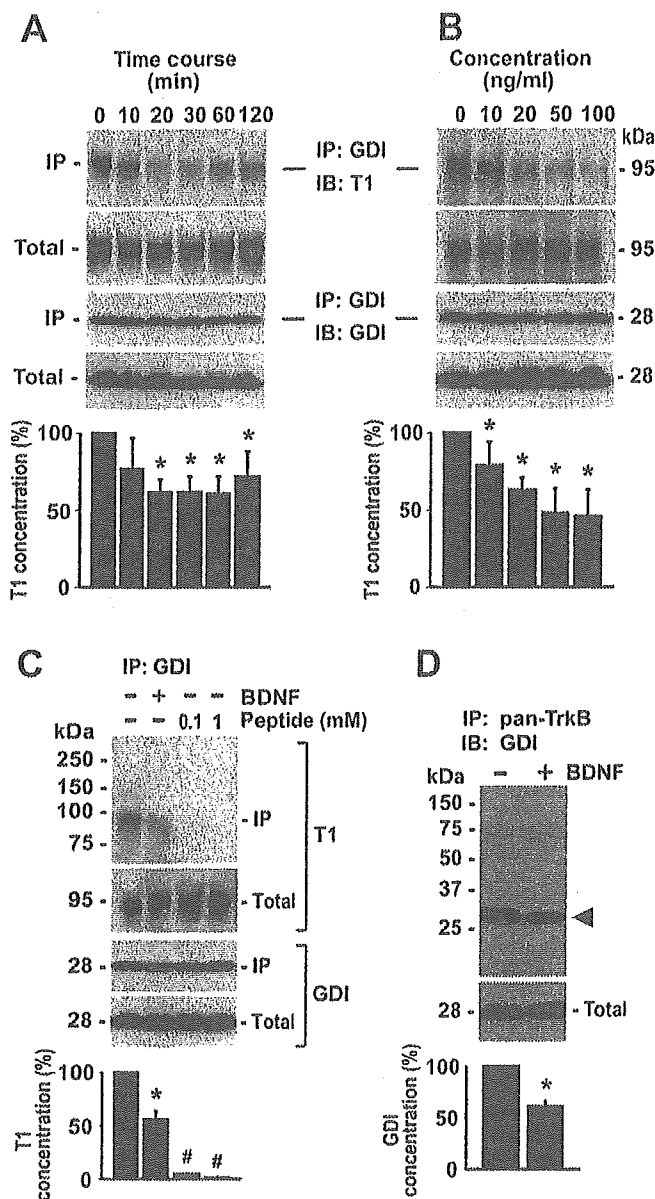 A
Time course
(min)
0 10 20 30 60 120
IP -
Total -
IP -
Total -
IP: GDI
IB: T1
IP: GDI
IB: GDI
T1 concentration (%)
100
50
0
* * * *
B
Concentration
(ng/ml)
0 10 20 50 100
kDa
- 95
- 95
- 28
- 28
T1 concentration (%)
100
50
0
* * * *
C
IP: GDI
- + - - BDNF
- - 0.1 1 Peptide (mM)
kDa
250 -
150 -
100 -
75 -
- IP
95 -
- Total
T1
28 -
- IP
28 -
- Total
GDI
T1
concentration (%)
100
50
0
* # #
D
IP: pan-TrkB
IB: GDI
kDa
- + BDNF
150 -
75 -
50 -
37 -
25 -
28 -
- Total
GDI
concentration (%)
100
50
0
*